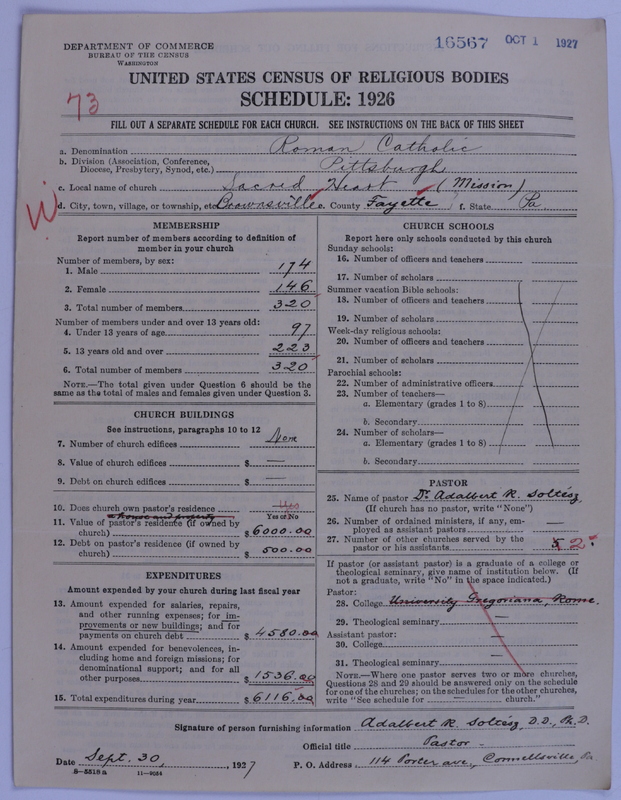 DEPARTMENT OF COMMERCE
BUREAU OF THE CENSUS
WASHINGTON
16567 OCT 1 1927
UNITED STATES CENSUS OF RELIGIOUS BODIES
SCHEDULE: 1926
73
FILL OUT A SEPARATE SCHEDULE FOR EACH CHURCH. SEE INSTRUCTIONS ON THE BACK OF THIS SHEET
a. Denomination Roman Catholic
b. Division (Association, Conference,
Diocese, Presbytery, Synod, etc.) Pittsburgh
c. Local name of church Sacred Heart (Mission)
d. City, town, village, or township, etc Brownsville e. County Fayette f. State Pa
W
MEMBERSHIP
Report number of members according to definition of
member in your church
Number of members, by sex:
1. Male 174
2. Female 146
3. Total number of members 320
Number of members under and over 13 years old:
4. Under 13 years of age 97
5. 13 years old and over 223
6. Total number of members 320
NOTE.—The total given under Question 6 should be the
same as the total of males and females given under Question 3.
CHURCH BUILDINGS
See instructions, paragraphs 10 to 12
7. Number of church edifices None
8. Value of church edifices $ —
9. Debt on church edifices $ —
10. Does church own pastor's residence Yes
a house and property Yes or No
11. Value of pastor's residence (if owned by
church) $ 6000.00
12. Debt on pastor's residence (if owned by
church) $ 500.00
EXPENDITURES
Amount expended by your church during last fiscal year
13. Amount expended for salaries, repairs,
and other running expenses; for im-
provements or new buildings; and for
payments on church debt $ 4580.00
14. Amount expended for benevolences, in-
cluding home and foreign missions; for
denominational support; and for all
other purposes $ 1536.00
15. Total expenditures during year $ 6116.00
CHURCH SCHOOLS
Report here only schools conducted by this church
Sunday schools:
16. Number of officers and teachers
17. Number of scholars
Summer vacation Bible schools:
18. Number of officers and teachers
19. Number of scholars
Week-day religious schools:
20. Number of officers and teachers
21. Number of scholars
Parochial schools:
22. Number of administrative officers
23. Number of teachers—
a. Elementary (grades 1 to 8)
b. Secondary
24. Number of scholars—
a. Elementary (grades 1 to 8)
b. Secondary
PASTOR
25. Name of pastor Dr. Adalbert R. Soltész
(If church has no pastor, write "None")
26. Number of ordained ministers, if any, em-
ployed as assistant pastors —
27. Number of other churches served by the
pastor or his assistants 2
If pastor (or assistant pastor) is a graduate of a college or
theological seminary, give name of institution below. (If
not a graduate, write "No" in the space indicated.)
Pastor:
28. College University Gregoriana, Rome.
29. Theological seminary —
Assistant pastor:
30. College —
31. Theological seminary —
NOTE.—Where one pastor serves two or more churches,
Questions 28 and 29 should be answered only on the schedule
for one of the churches; on the schedules for the other churches,
write "See schedule for — church."
Signature of person furnishing information Adalbert R. Soltész, D.D., Ph.D.
Official title Pastor
Date Sept. 30, 1927 P. O. Address 114 Porter ave., Connellsville, Pa
8-5518a 11-9034